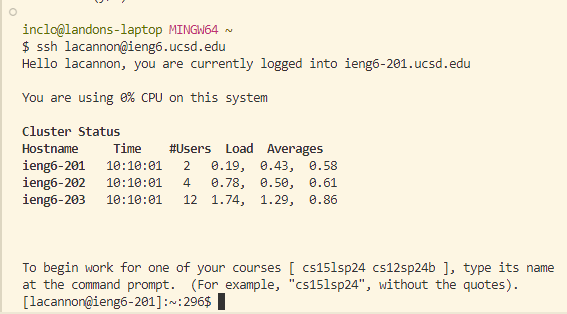 inclo@landons-laptop MINGW64 ~
$ ssh lacannon@ieng6.ucsd.edu
Hello lacannon, you are currently logged into ieng6-201.ucsd.edu
You are using 0% CPU on this system
Cluster Status
Hostname Time #Users Load Averages
ieng6-201 10:10:01 2 0.19, 0.43, 0.58
ieng6-202 10:10:01 4 0.78, 0.50, 0.61
ieng6-203 10:10:01 12 1.74, 1.29, 0.86
To begin work for one of your courses [ cs15lsp24 cs12sp24b ], type its name
at the command prompt. (For example, "cs15lsp24", without the quotes).
[lacannon@ieng6-201]:~:296$